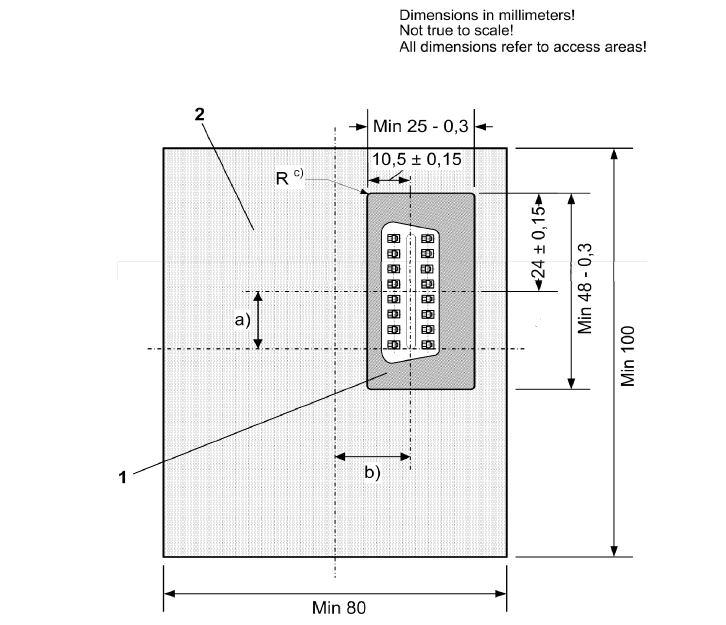 Dimensions in millimeters!
Not true to scale!
All dimensions refer to access areas!
2
Min 25 - 0,3
10,5 ± 0,15
R c)
24 ± 0,15
Min 48 - 0,3
a)
Min 100
b)
1
Min 80